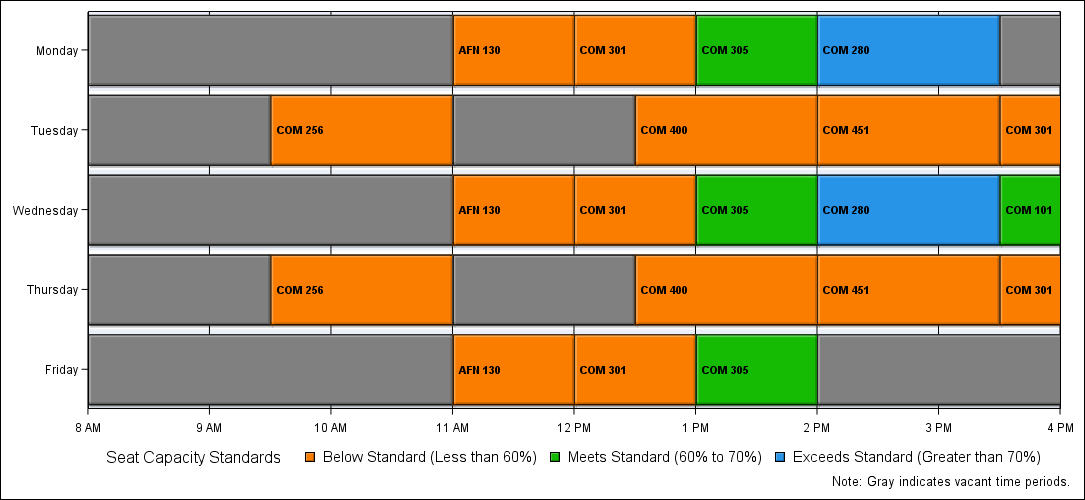 Monday AFN 130 COM 301 COM 305 COM 280
Tuesday COM 256 COM 400 COM 451 COM 301
Wednesday AFN 130 COM 301 COM 305 COM 280 COM 101
Thursday COM 256 COM 400 COM 451 COM 301
Friday AFN 130 COM 301 COM 305
8 AM 9 AM 10 AM 11 AM 12 PM 1 PM 2 PM 3 PM 4 PM
Seat Capacity Standards Below Standard (Less than 60%) Meets Standard (60% to 70%) Exceeds Standard (Greater than 70%)
Note: Gray indicates vacant time periods.